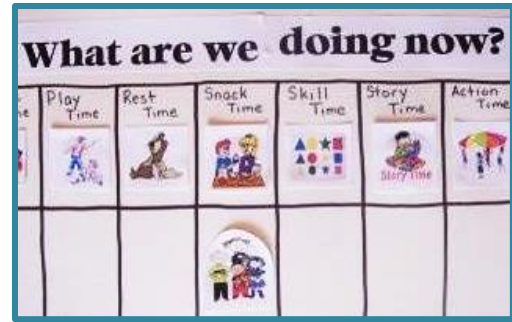 What are we doing now?
Play Time
Rest Time
Snack Time
Skill Time
Story Time
Action Time
Story Time